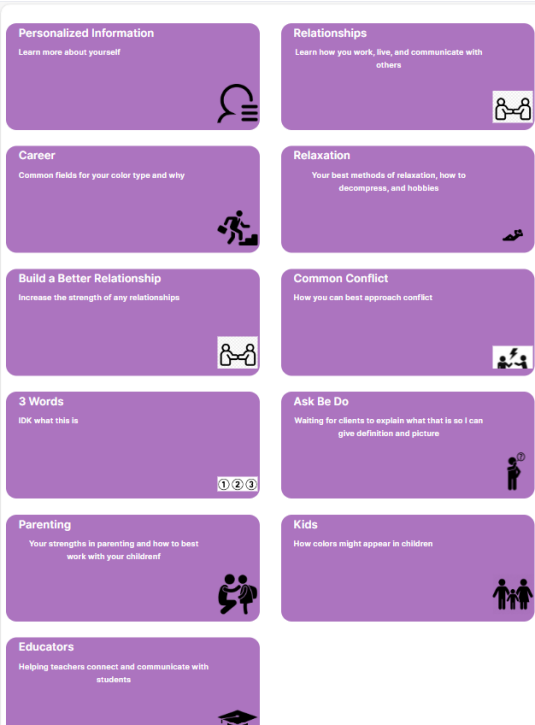 Personalized Information
Learn more about yourself
Relationships
Learn how you work, live, and communicate with
others
Career
Common fields for your color type and why
Relaxation
Your best methods of relaxation, how to
decompress, and hobbies
Build a Better Relationship
Increase the strength of any relationships
Common Conflict
How you can best approach conflict
3 Words
IDK what this is
1 2 3
Ask Be Do
Waiting for clients to explain what that is so I can
give definition and picture
?
Parenting
Your strengths in parenting and how to best
work with your childrenf
Kids
How colors might appear in children
Educators
Helping teachers connect and communicate with
students